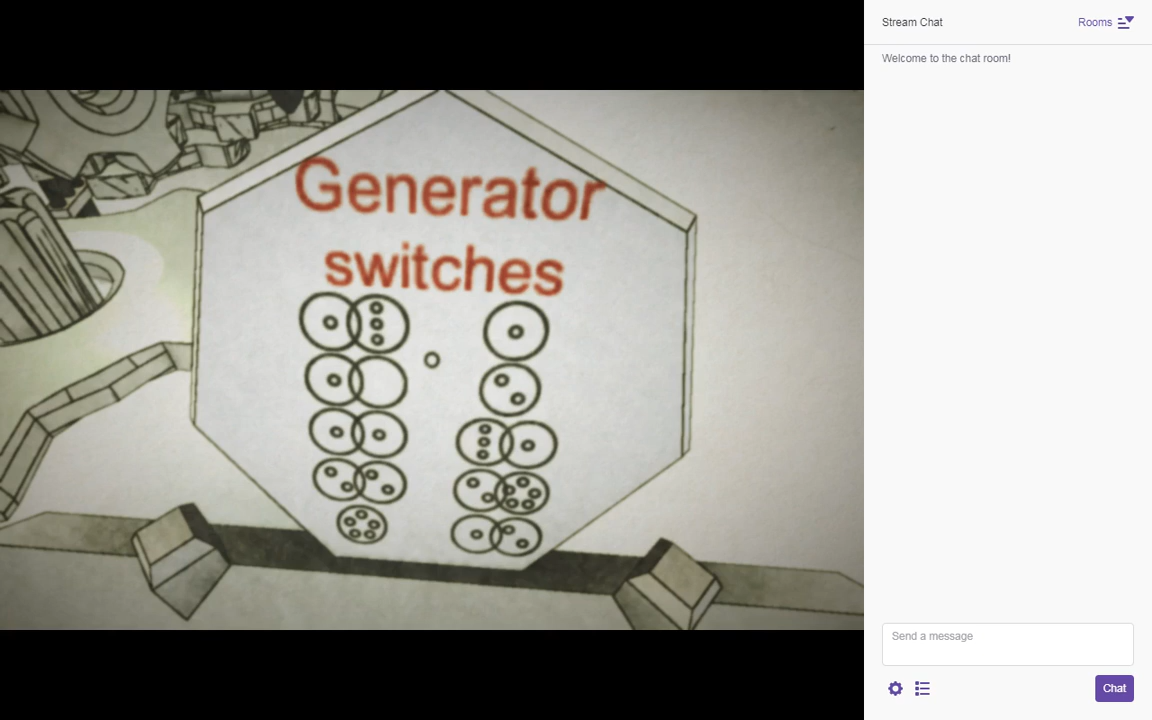 Stream Chat
Rooms
Welcome to the chat room!
Generator
switches
Send a message
Chat